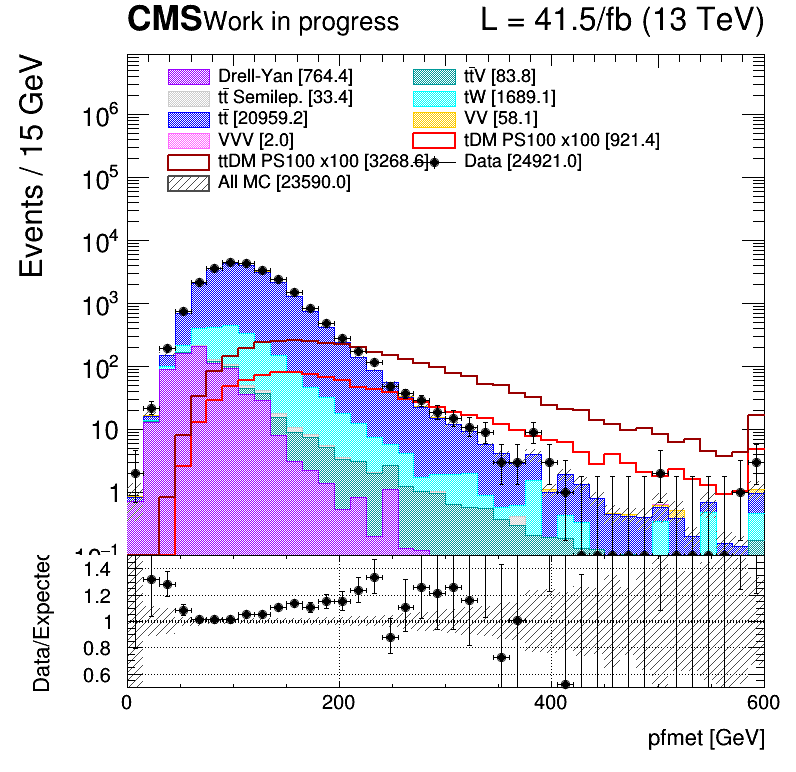 CMS Work in progress L = 41.5/fb (13 TeV)
Events / 15 GeV
Drell-Yan [764.4] tt̄V [83.8]
tt̄ Semilep. [33.4] tW [1689.1]
tt̄ [20959.2] VV [58.1]
VVV [2.0] tDM PS100 x100 [921.4]
ttDM PS100 x100 [3268.6] Data [24921.0]
All MC [23590.0]
10⁶
10⁵
10⁴
10³
10²
10
1
10⁻¹
Data/Expected
1.4
1.2
1
0.8
0.6
0 200 400 600
pfmet [GeV]